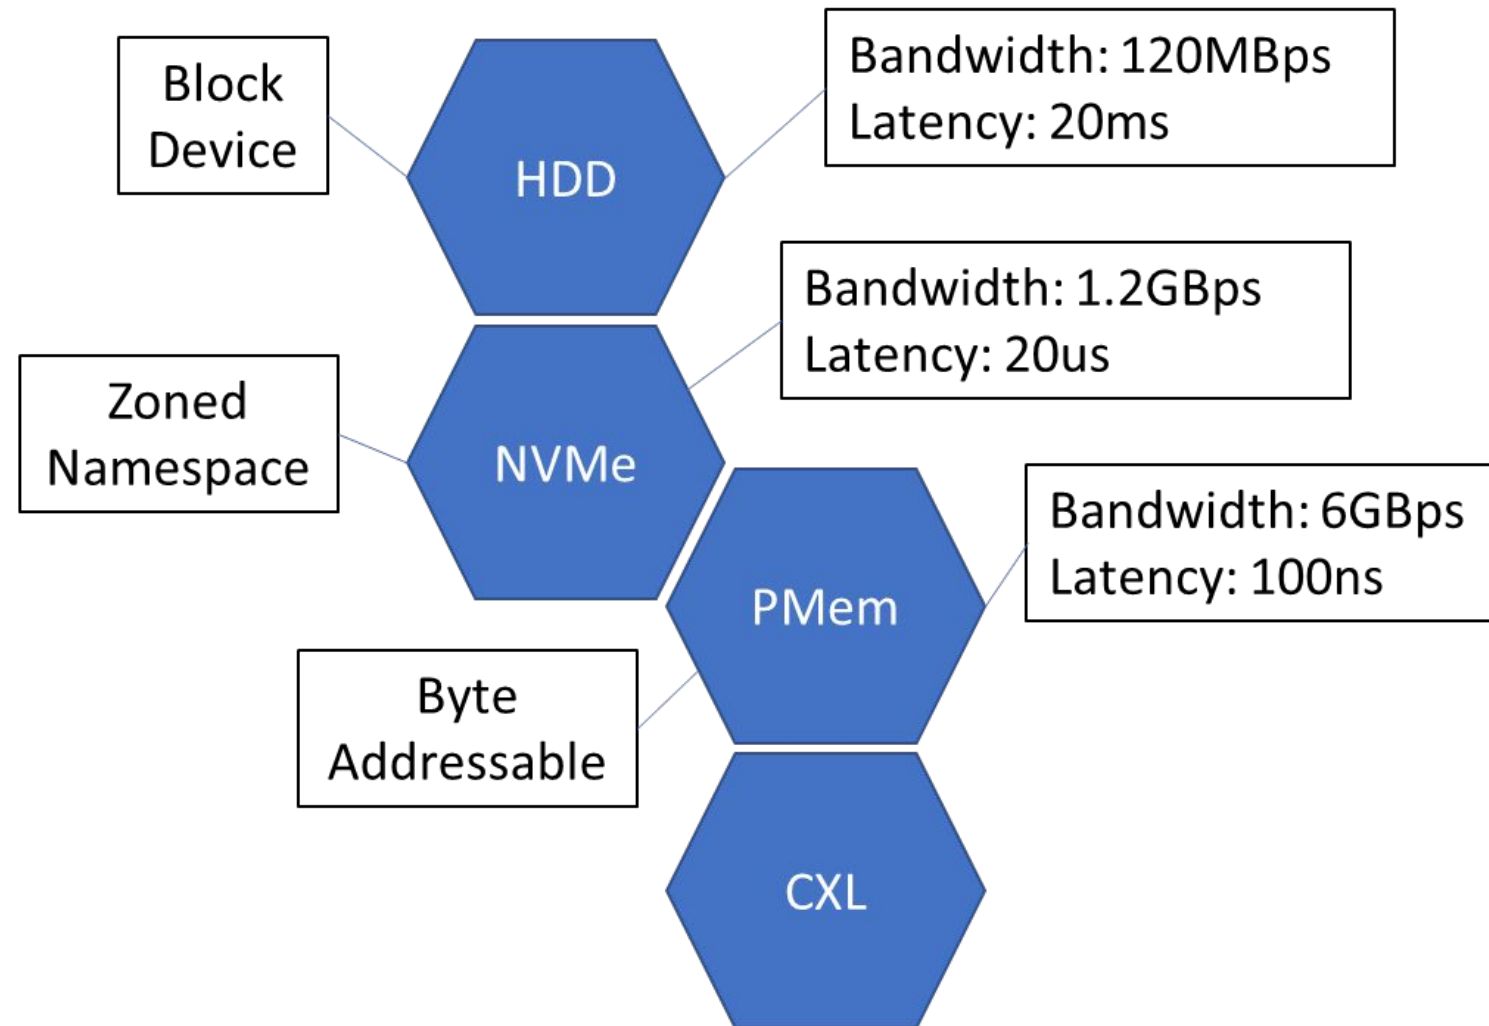 Block
Device
HDD
Bandwidth: 120MBps
Latency: 20ms
Bandwidth: 1.2GBps
Latency: 20us
Zoned
Namespace
NVMe
Bandwidth: 6GBps
Latency: 100ns
PMem
Byte
Addressable
CXL